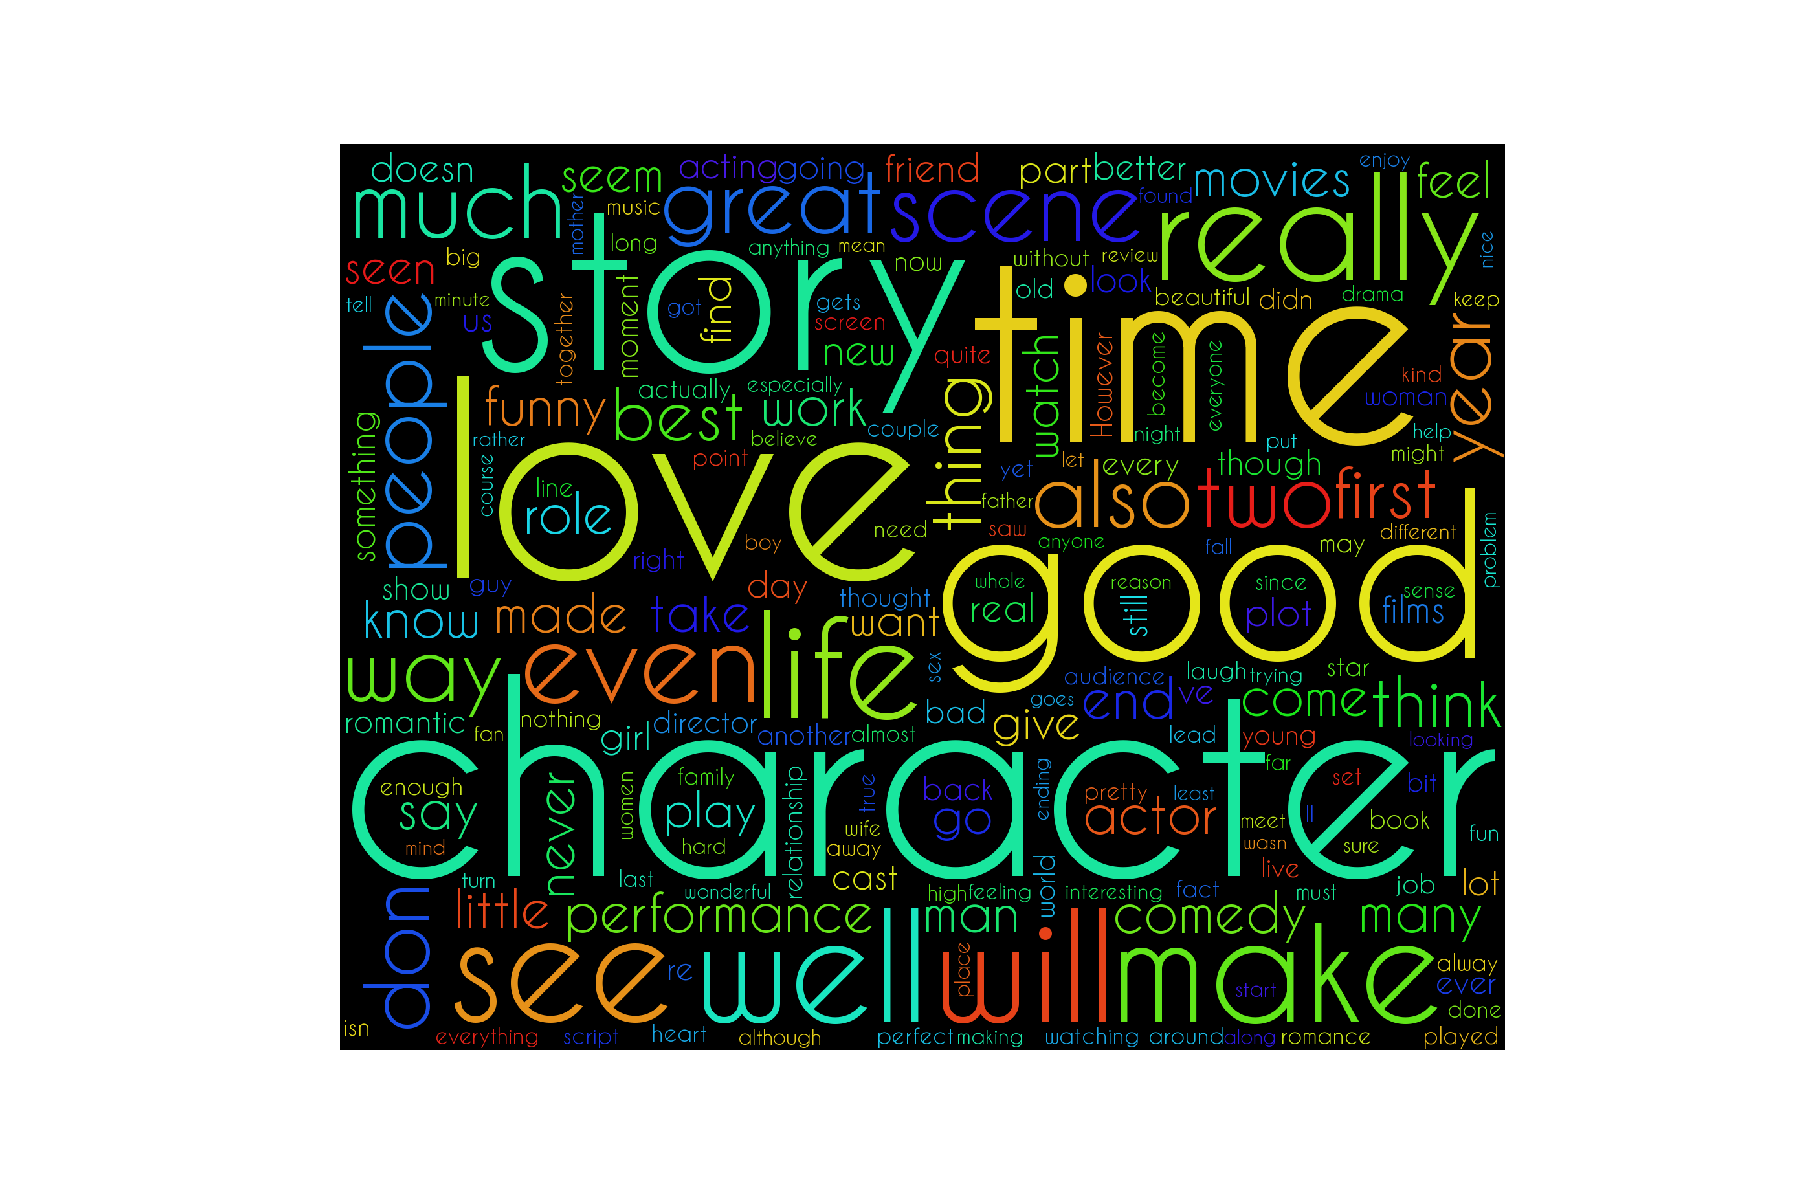 doesn
much
seem
mother
music
acting
going
great
friend
scene
part
better
found
movies
enjoy
really
feel
nice
seen
big
long
story
anything
mean
now
without
review
old
look
beautiful
didn
drama
keep
tell
minute
us
people
together
moment
got
find
gets
screen
new
time
quite
watch
However
become
everyone
year
kind
woman
something
funny
actually
especially
best
work
thing
night
put
help
might
rather
believe
couple
course
love
point
line
role
need
yet
let
every
though
father
also
two
first
saw
anyone
different
problem
right
boy
good
fall
may
show
guy
day
thought
whole
real
reason
still
since
plot
sense
films
know
made
take
want
way
even
life
sex
audience
laugh
trying
star
romantic
fan
nothing
girl
director
another
almost
bad
give
goes
end
ve
come
think
lead
young
looking
character
enough
say
mind
never
women
family
play
hard
relationship
true
wife
away
back
go
ending
pretty
least
actor
far
meet
wasn
set
ll
bit
book
sure
fun
turn
last
wonderful
cast
high
feeling
world
interesting
fact
live
must
job
lot
don
little
performance
man
comedy
many
see
re
well
place
will
make
start
alway
ever
done
isn
everything
script
heart
although
perfect
making
watching
around
along
romance
played